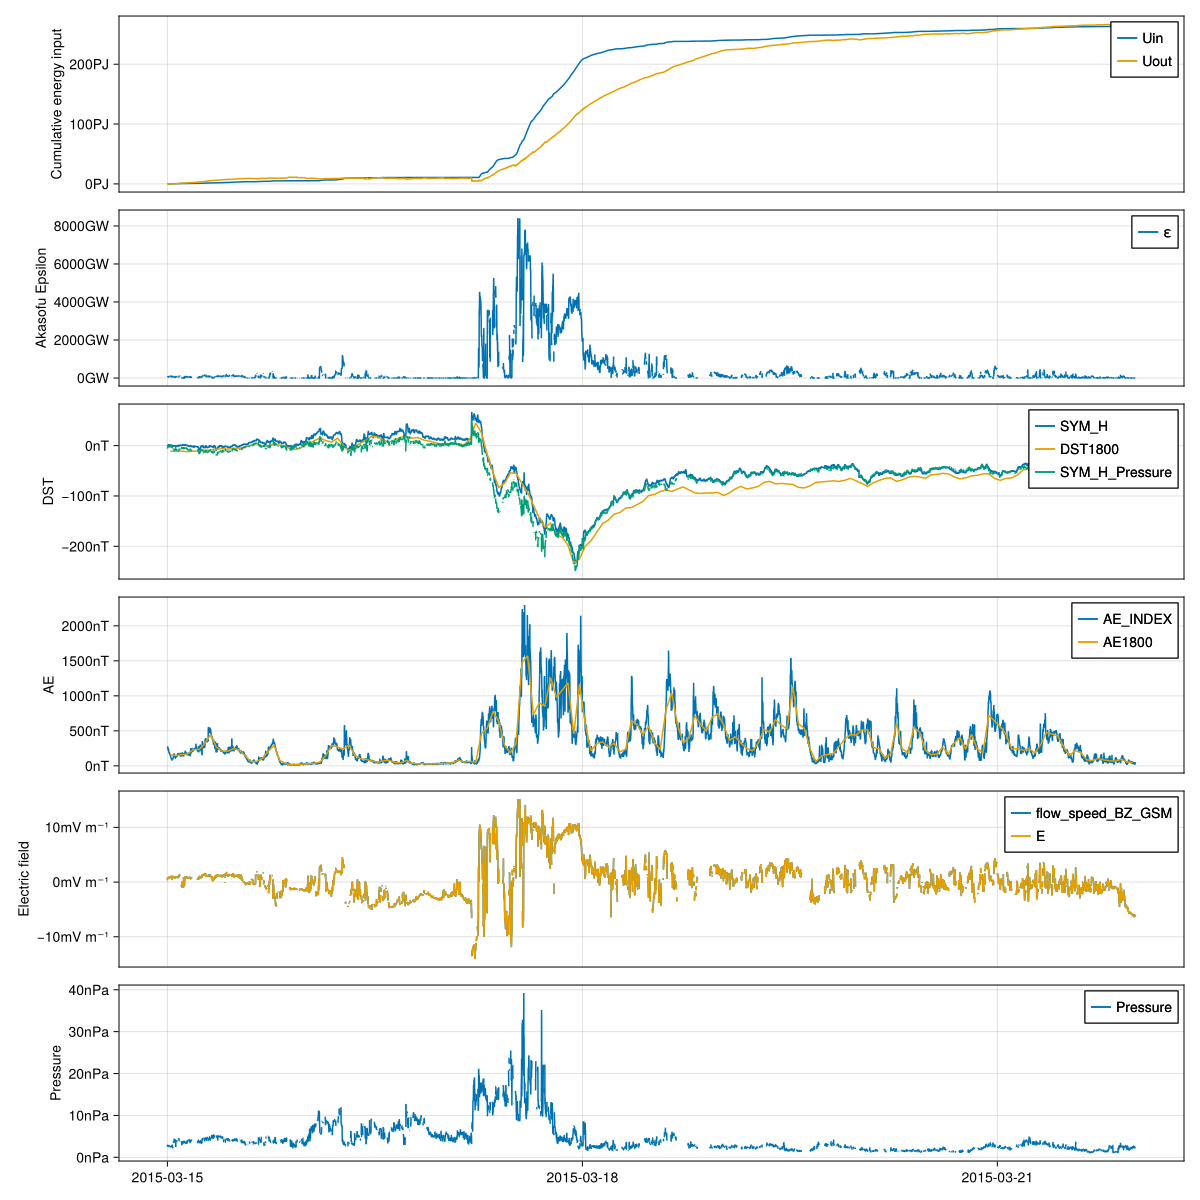 Cumulative energy input
200PJ
100PJ
0PJ
Uin
Uout
Akasofu Epsilon
8000GW
6000GW
4000GW
2000GW
0GW
ε
DST
0nT
−100nT
−200nT
SYM_H
DST1800
SYM_H_Pressure
AE
2000nT
1500nT
1000nT
500nT
0nT
AE_INDEX
AE1800
Electric field
10mV m⁻¹
0mV m⁻¹
−10mV m⁻¹
flow_speed_BZ_GSM
E
Pressure
40nPa
30nPa
20nPa
10nPa
0nPa
Pressure
2015-03-15
2015-03-18
2015-03-21